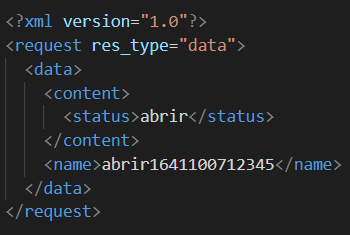 <?xml version="1.0"?>
<request res_type="data">
  <data>
    <content>
      <status>abrir</status>
    </content>
    <name>abrir1641100712345</name>
  </data>
</request>